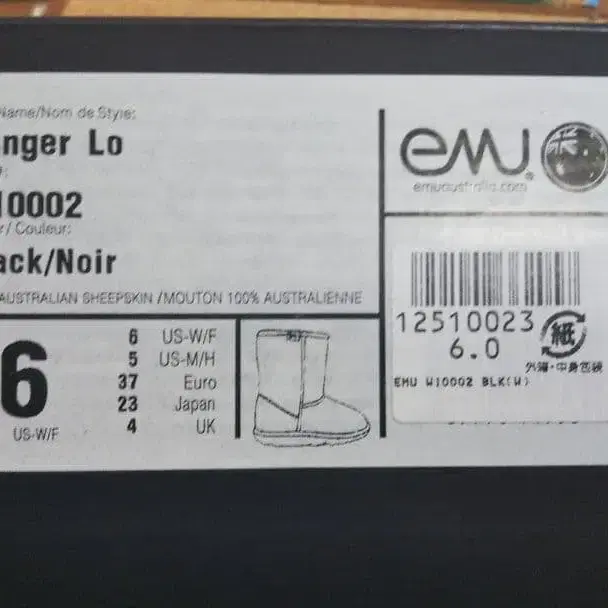 Name/Nom de Style:
nger Lo
10002
r/Couleur:
ack/Noir
AUSTRALIAN SHEEPSKIN /MOUTON 100% AUSTRALIENNE
6
US-W/F
6 US-W/F
5 US-M/H
37 Euro
23 Japan
4 UK
emu
emuaustralia.com
12510023
6.0
紙
外箱・中身包装
EMU W10002 BLK(W)